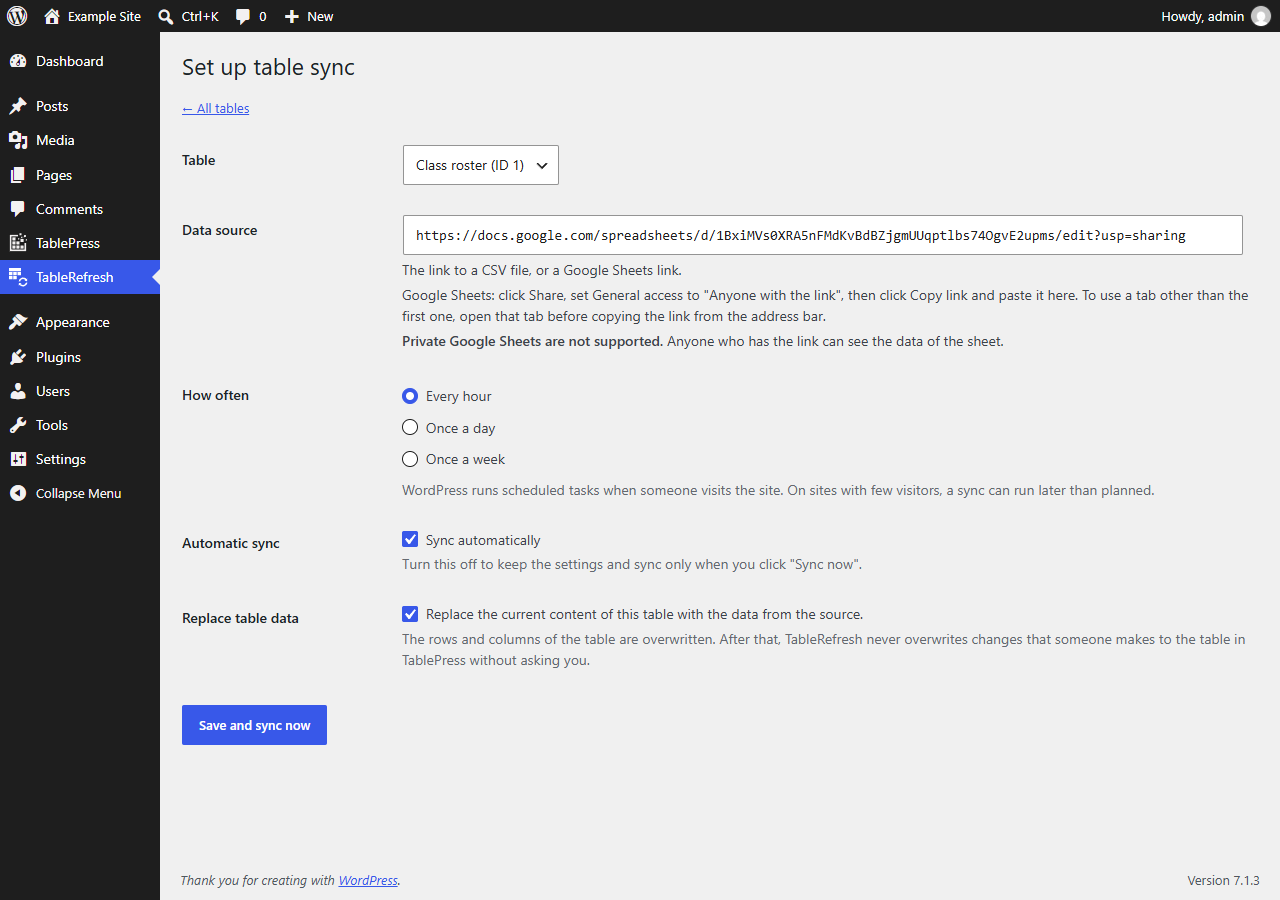 Example Site
Ctrl+K
0
New
Howdy, admin
Dashboard
Posts
Media
Pages
Comments
TablePress
TableRefresh
Appearance
Plugins
Users
Tools
Settings
Collapse Menu
Set up table sync
← All tables
Table
Class roster (ID 1)
Data source
https://docs.google.com/spreadsheets/d/1BxiMVs0XRA5nFMdKvBdBZjgmUUqptlbs74OgvE2upms/edit?usp=sharing
The link to a CSV file, or a Google Sheets link.
Google Sheets: click Share, set General access to "Anyone with the link", then click Copy link and paste it here. To use a tab other than the
first one, open that tab before copying the link from the address bar.
Private Google Sheets are not supported. Anyone who has the link can see the data of the sheet.
How often
Every hour
Once a day
Once a week
WordPress runs scheduled tasks when someone visits the site. On sites with few visitors, a sync can run later than planned.
Automatic sync
Sync automatically
Turn this off to keep the settings and sync only when you click "Sync now".
Replace table data
Replace the current content of this table with the data from the source.
The rows and columns of the table are overwritten. After that, TableRefresh never overwrites changes that someone makes to the table in
TablePress without asking you.
Save and sync now
Thank you for creating with WordPress.
Version 7.1.3